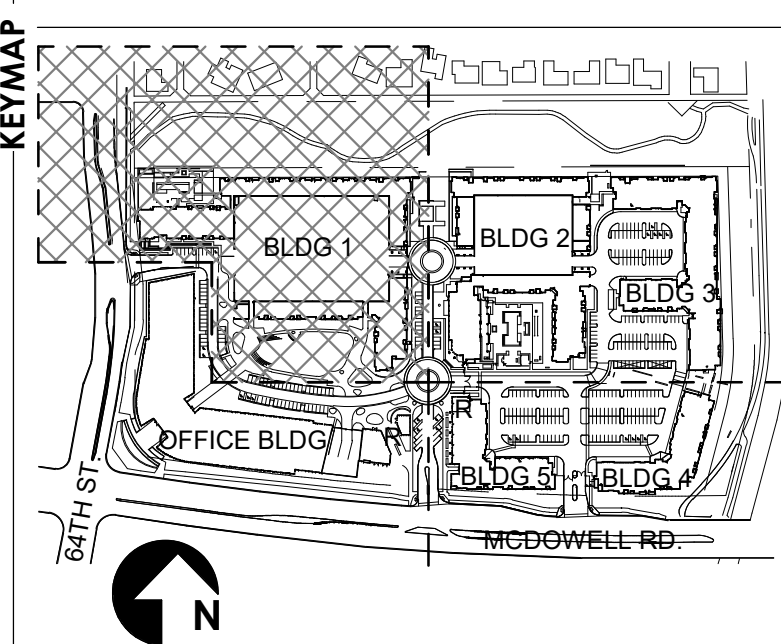 KEYMAP
BLDG 1
BLDG 2
BLDG 3
R
R
OFFICE BLDG
BLDG 5
BLDG 4
64TH ST
MCDOWELL RD.
N